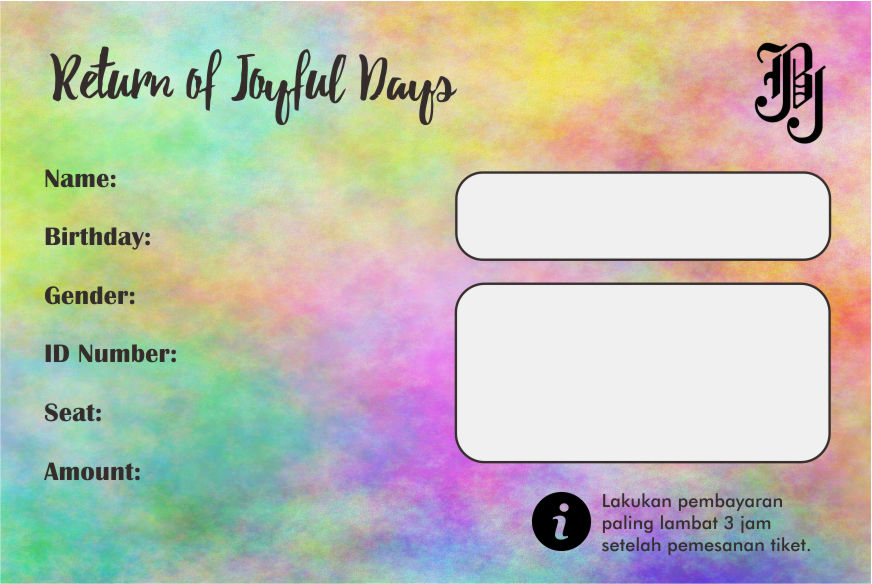 Return of Joyful Days
JBJ
Name:
Birthday:
Gender:
ID Number:
Seat:
Amount:
i
Lakukan pembayaran
paling lambat 3 jam
setelah pemesanan tiket.